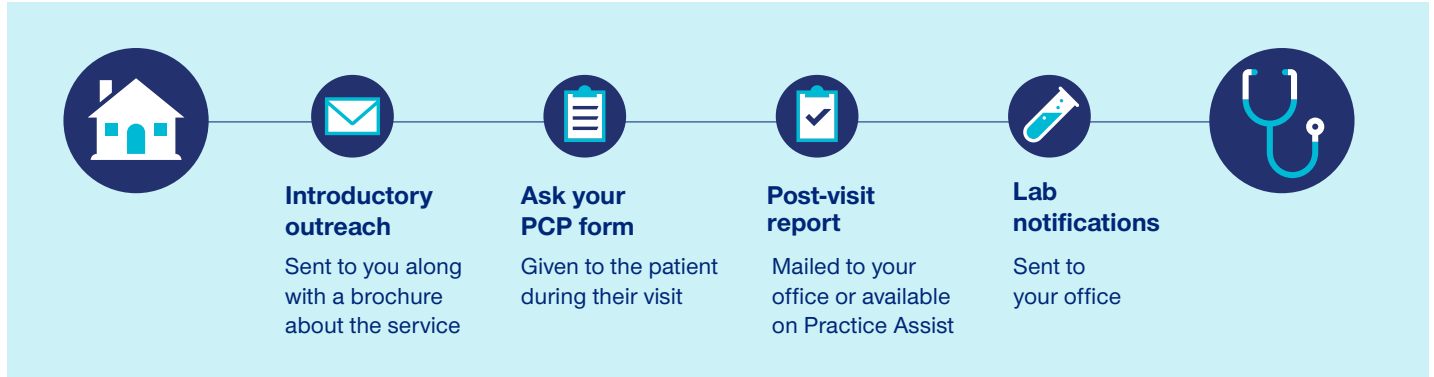 Introductory
outreach
Sent to you along
with a brochure
about the service
Ask your
PCP form
Given to the patient
during their visit
Post-visit
report
Mailed to your
office or available
on Practice Assist
Lab
notifications
Sent to
your office